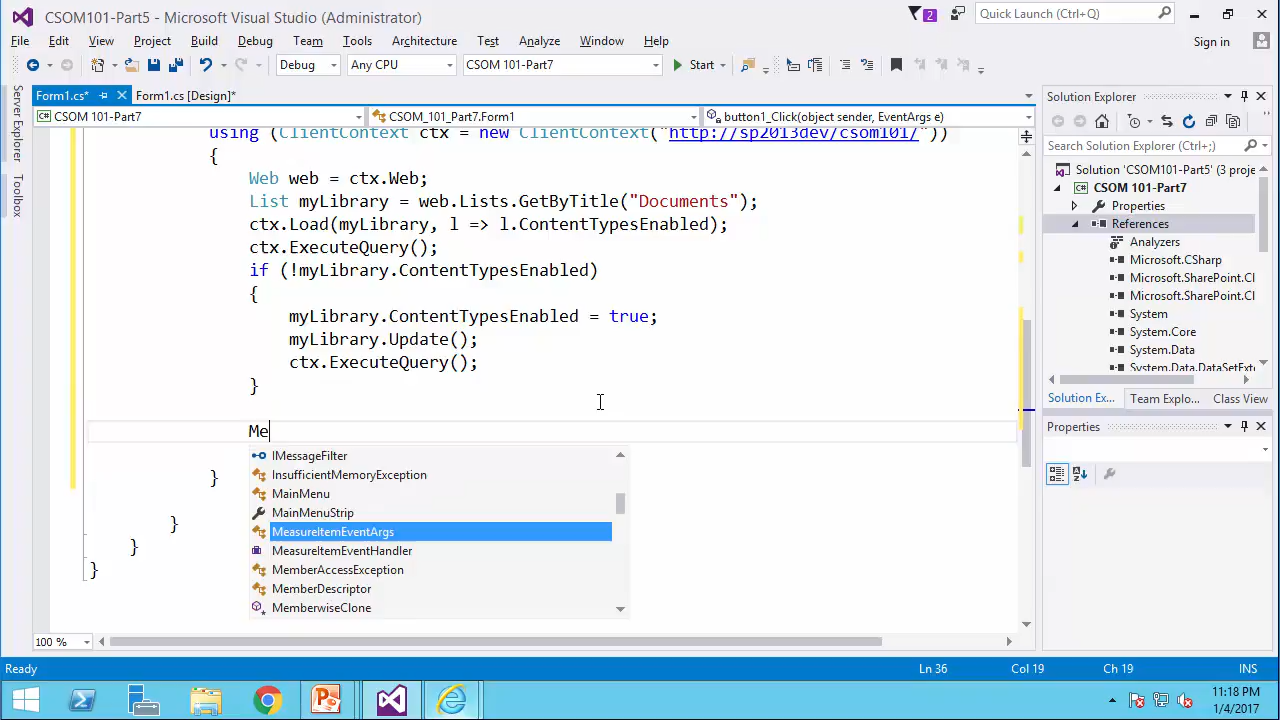 CSOM101-Part5 - Microsoft Visual Studio (Administrator)
2
Quick Launch (Ctrl+Q)
File Edit View Project Build Debug Team Tools Architecture Test Analyze Window Help
Sign in
Debug Any CPU CSOM 101-Part7 Start
Form1.cs* Form1.cs [Design]*
CSOM 101-Part7 CSOM_101_Part7.Form1 button1_Click(object sender, EventArgs e)
Server Explorer
Toolbox
using (ClientContext ctx = new ClientContext("http://sp2013dev/csom101/"))
{
Web web = ctx.Web;
List myLibrary = web.Lists.GetByTitle("Documents");
ctx.Load(myLibrary, l => l.ContentTypesEnabled);
ctx.ExecuteQuery();
if (!myLibrary.ContentTypesEnabled)
{
myLibrary.ContentTypesEnabled = true;
myLibrary.Update();
ctx.ExecuteQuery();
}
Me
IMessageFilter
InsufficientMemoryException
MainMenu
MainMenuStrip
MeasureItemEventArgs
MeasureItemEventHandler
MemberAccessException
MemberDescriptor
MemberwiseClone
}
}
}
}
100 %
Solution Explorer
Search Solution Explorer (Ctrl+;)
Solution 'CSOM101-Part5' (3 proje
CSOM 101-Part7
Properties
References
Analyzers
Microsoft.CSharp
Microsoft.SharePoint.Cl
Microsoft.SharePoint.Cl
System
System.Core
System.Data
System.Data.DataSetExt
Solution Ex... Team Explo... Class View
Properties
Ready Ln 36 Col 19 Ch 19 INS
11:18 PM
1/4/2017